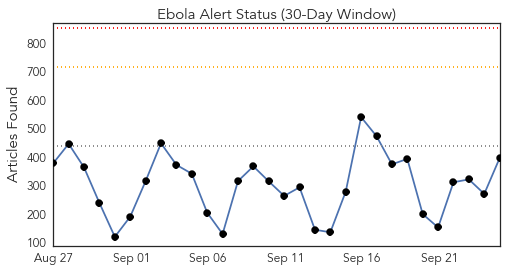 Ebola Alert Status (30-Day Window)
Articles Found
800
700
600
500
400
300
200
100
Aug 27
Sep 01
Sep 06
Sep 11
Sep 16
Sep 21